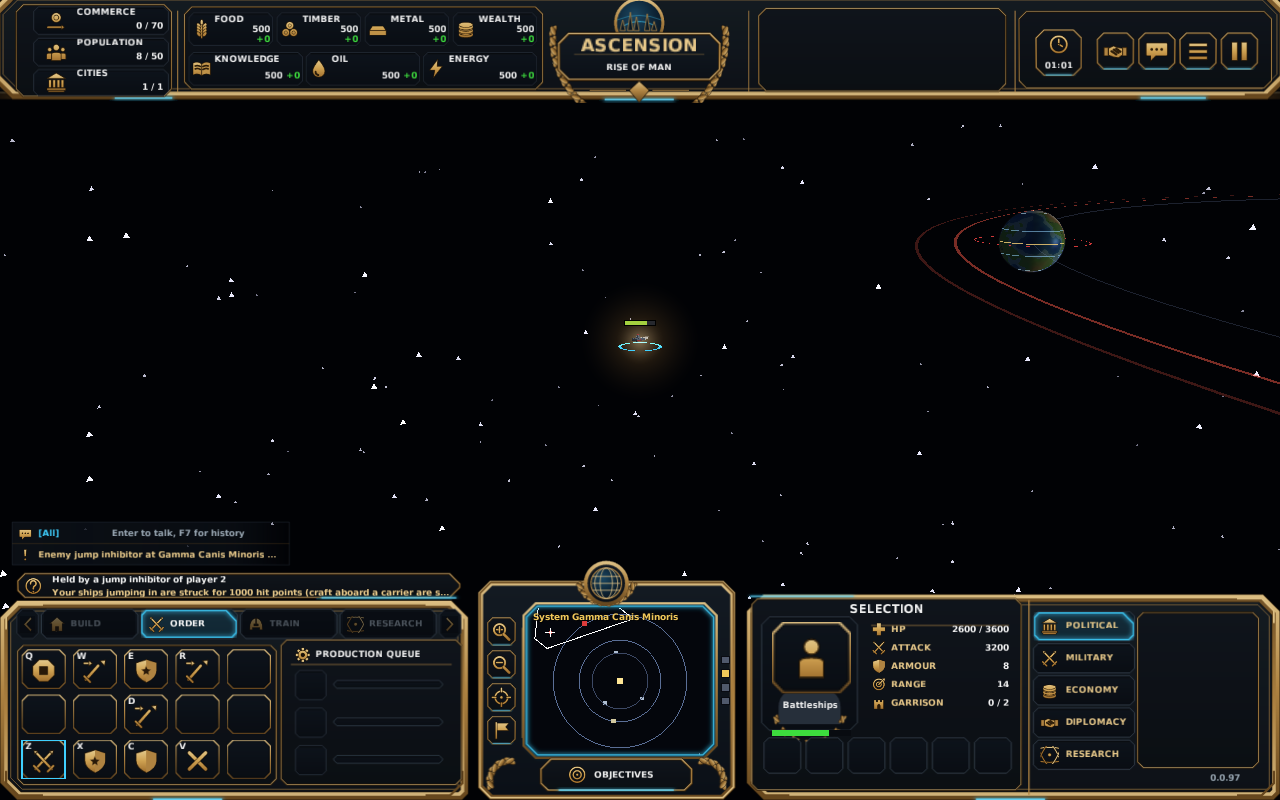 COMMERCE
0 / 70
POPULATION
8 / 50
CITIES
1 / 1
FOOD
500
+0
TIMBER
500
+0
METAL
500
+0
WEALTH
500
+0
KNOWLEDGE
500 +0
OIL
500 +0
ENERGY
500 +0
ASCENSION
RISE OF MAN
01:01
[All] Enter to talk, F7 for history
! Enemy jump inhibitor at Gamma Canis Minoris ...
Held by a jump inhibitor of player 2
Your ships jumping in are struck for 1000 hit points (craft aboard a carrier are s...
BUILD
ORDER
TRAIN
RESEARCH
Q
W
E
R
D
Z
X
C
V
PRODUCTION QUEUE
System Gamma Canis Minoris
OBJECTIVES
SELECTION
Battleships
HP 2600 / 3600
ATTACK 3200
ARMOUR 8
RANGE 14
GARRISON 0 / 2
POLITICAL
MILITARY
ECONOMY
DIPLOMACY
RESEARCH
0.0.97